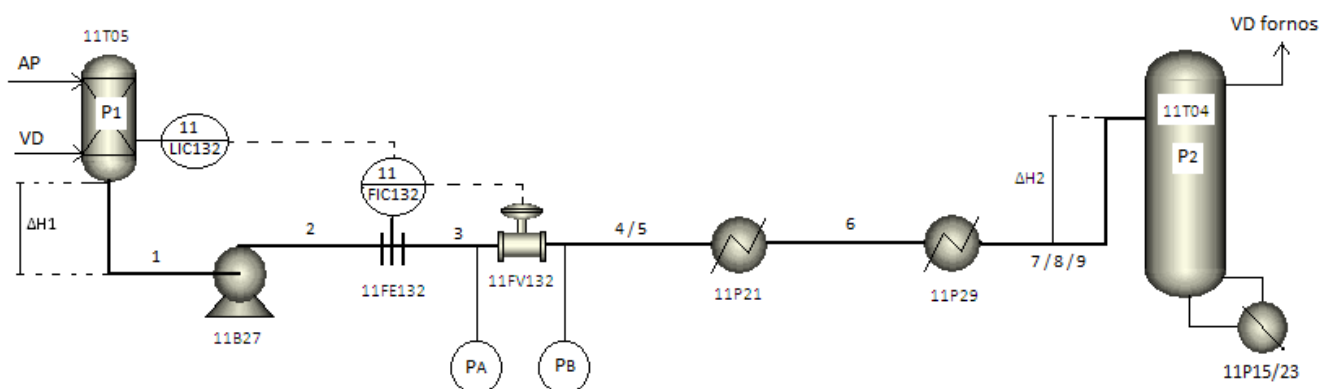 11T05
VD fornos
AP
P1
11T04
11
LIC132
P2
VD
11
FIC132
ΔH1
ΔH2
2
3
4/5
6
1
7/8/9
11FE132
11FV132
11P21
11P29
11B27
PA
PB
11P15/23